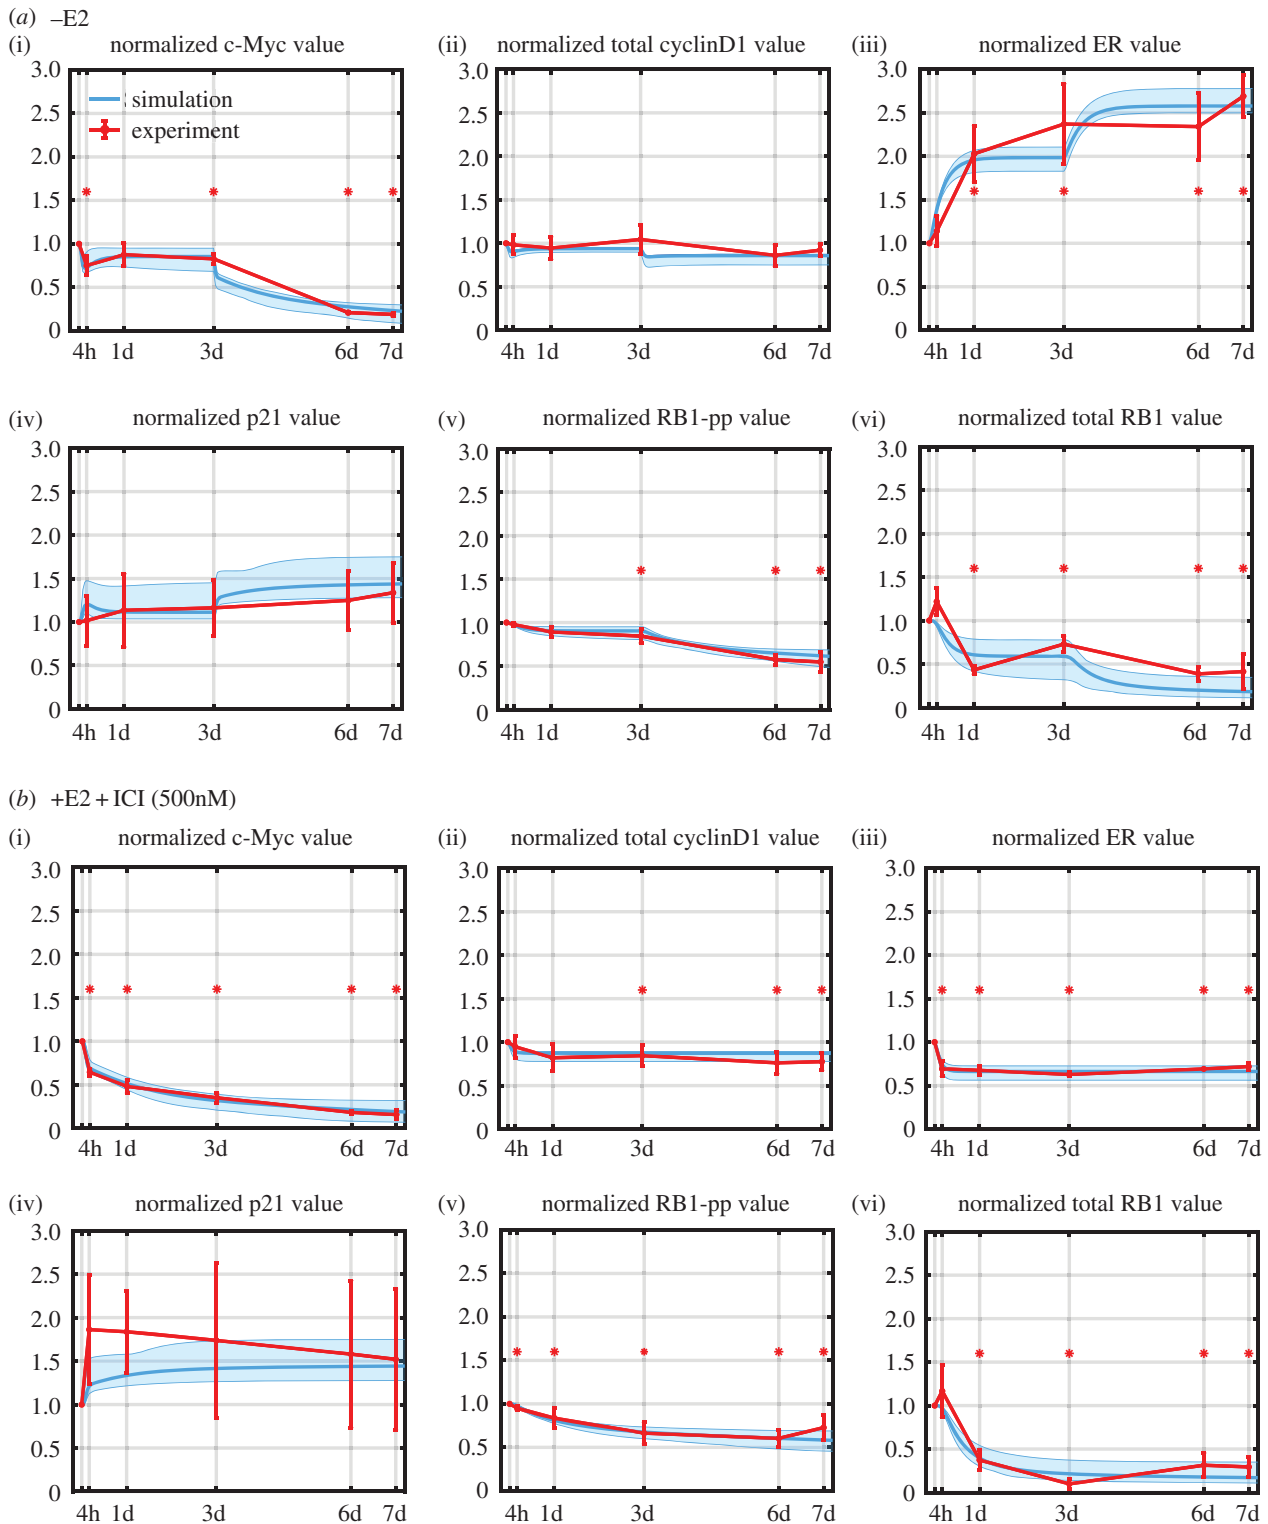 (a) –E2
(i) normalized c-Myc value (ii) normalized total cyclinD1 value (iii) normalized ER value
3.0 3.0 3.0
simulation
2.5 2.5 2.5
experiment
2.0 2.0 2.0
1.5 1.5 1.5
1.0 1.0 1.0
0.5 0.5 0.5
0 0 0
4h 1d 3d 6d 7d 4h 1d 3d 6d 7d 4h 1d 3d 6d 7d
(iv) normalized p21 value (v) normalized RB1-pp value (vi) normalized total RB1 value
3.0 3.0 3.0
2.5 2.5 2.5
2.0 2.0 2.0
1.5 1.5 1.5
1.0 1.0 1.0
0.5 0.5 0.5
0 0 0
4h 1d 3d 6d 7d 4h 1d 3d 6d 7d 4h 1d 3d 6d 7d
(b) +E2 + ICI (500nM)
(i) normalized c-Myc value (ii) normalized total cyclinD1 value (iii) normalized ER value
3.0 3.0 3.0
2.5 2.5 2.5
2.0 2.0 2.0
1.5 1.5 1.5
1.0 1.0 1.0
0.5 0.5 0.5
0 0 0
4h 1d 3d 6d 7d 4h 1d 3d 6d 7d 4h 1d 3d 6d 7d
(iv) normalized p21 value (v) normalized RB1-pp value (vi) normalized total RB1 value
3.0 3.0 3.0
2.5 2.5 2.5
2.0 2.0 2.0
1.5 1.5 1.5
1.0 1.0 1.0
0.5 0.5 0.5
0 0 0
4h 1d 3d 6d 7d 4h 1d 3d 6d 7d 4h 1d 3d 6d 7d